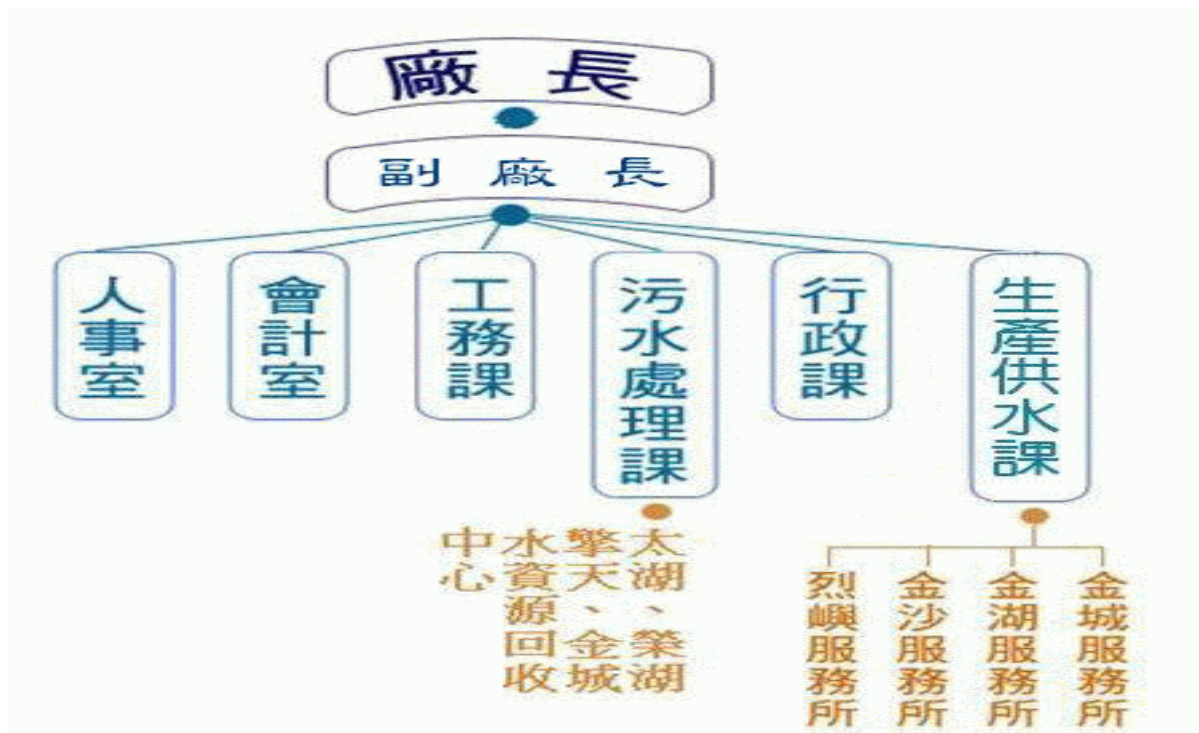 廠長
副廠長
人事室
會計室
工務課
污水處理課
行政課
生產供水課
太湖、榮湖
擎天、金城
水資源回收
中心
烈嶼服務所
金沙服務所
金湖服務所
金城服務所